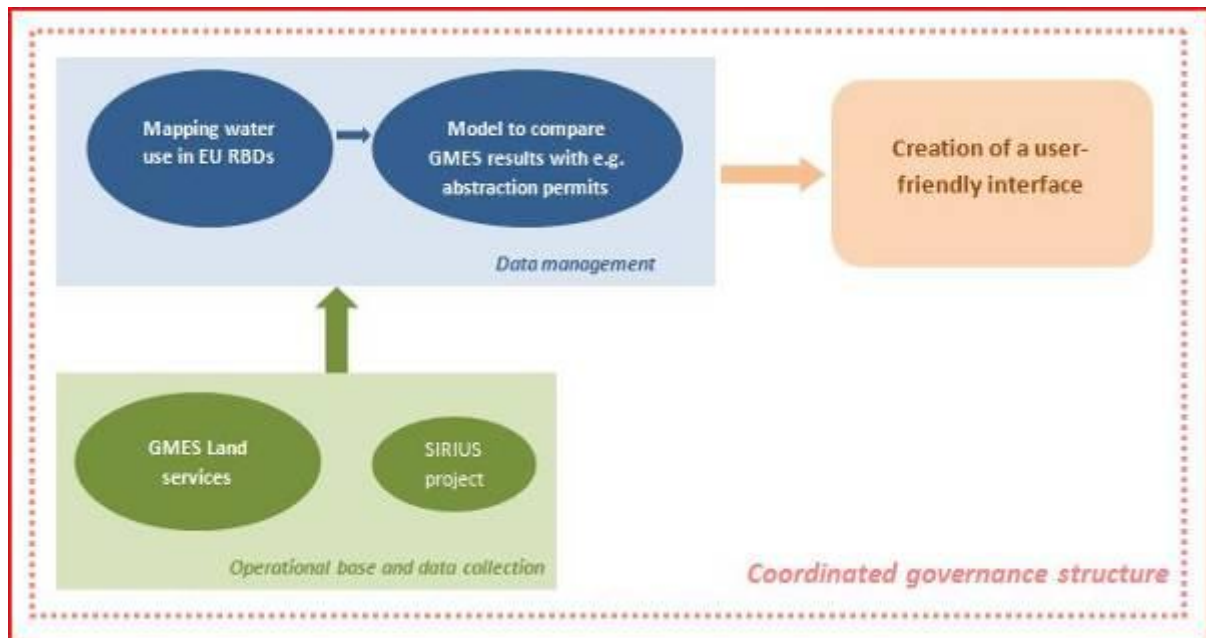 Mapping water
use in EU RBDs
Model to compare
GMES results with e.g.
abstraction permits
Data management
Creation of a user-
friendly interface
GMES Land
services
SIRIUS
project
Operational base and data collection
Coordinated governance structure